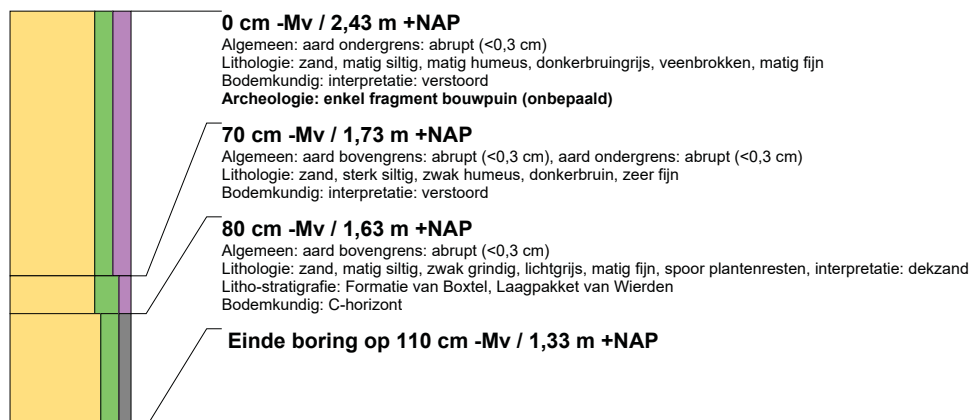 0 cm -Mv / 2,43 m +NAP
Algemeen: aard ondergrens: abrupt (<0,3 cm)
Lithologie: zand, matig siltig, matig humeus, donkerbruingrijs, veenbrokken, matig fijn
Bodemkundig: interpretatie: verstoord
Archeologie: enkel fragment bouwpuin (onbepaald)
70 cm -Mv / 1,73 m +NAP
Algemeen: aard bovengrens: abrupt (<0,3 cm), aard ondergrens: abrupt (<0,3 cm)
Lithologie: zand, sterk siltig, zwak humeus, donkerbruin, zeer fijn
Bodemkundig: interpretatie: verstoord
80 cm -Mv / 1,63 m +NAP
Algemeen: aard bovengrens: abrupt (<0,3 cm)
Lithologie: zand, matig siltig, zwak grindig, lichtgrijs, matig fijn, spoor plantenresten, interpretatie: dekzand
Litho-stratigrafie: Formatie van Boxtel, Laagpakket van Wierden
Bodemkundig: C-horizont
Einde boring op 110 cm -Mv / 1,33 m +NAP